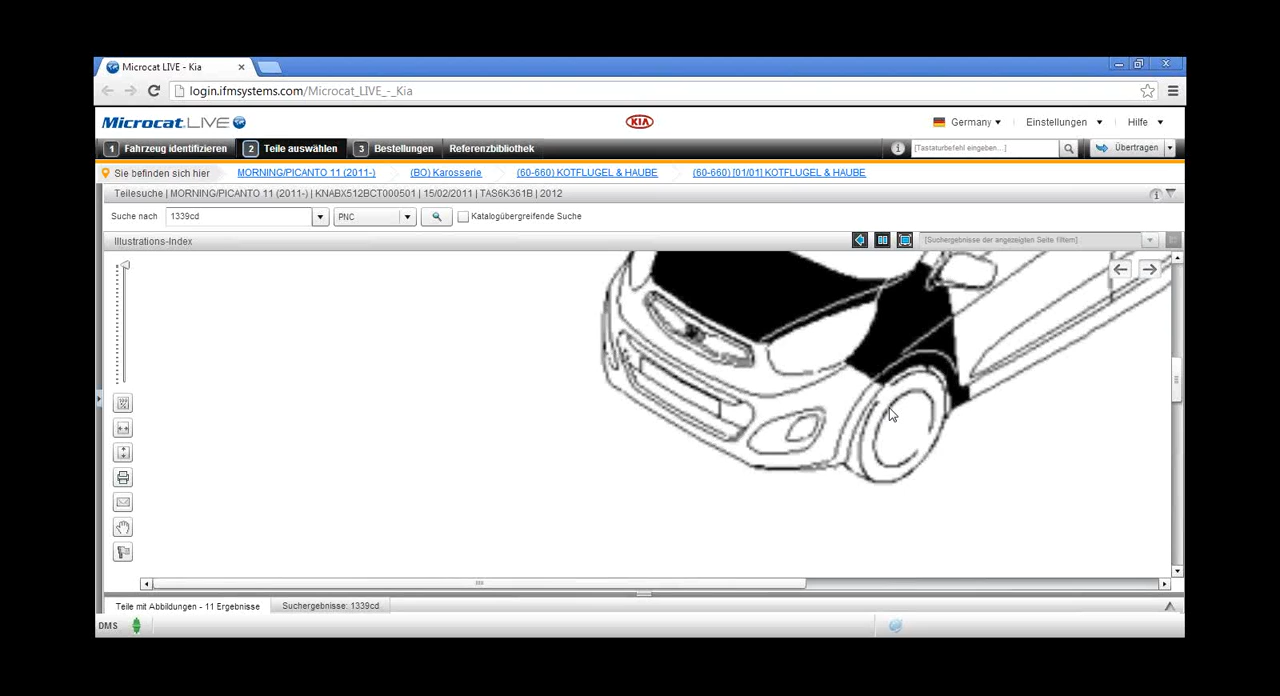 Microcat LIVE - Kia
login.ifmsystems.com/Microcat_LIVE_-_Kia
Microcat LIVE KIA Germany Einstellungen Hilfe
1 Fahrzeug identifizieren 2 Teile auswählen 3 Bestellungen Referenzbibliothek [Tastaturbefehl eingeben...] Übertragen
Sie befinden sich hier MORNING/PICANTO 11 (2011-) (BO) Karosserie (60-660) KOTFLUGEL & HAUBE (60-660) [01/01] KOTFLUGEL & HAUBE
Teilesuche | MORNING/PICANTO 11 (2011-) | KNABX512BCT000501 | 15/02/2011 | TAS6K361B | 2012
Suche nach 1339cd PNC Katalogübergreifende Suche
Illustrations-Index [Suchergebnisse der angezeigten Seite filtern]
Teile mit Abbildungen - 11 Ergebnisse Suchergebnisse: 1339cd
DMS